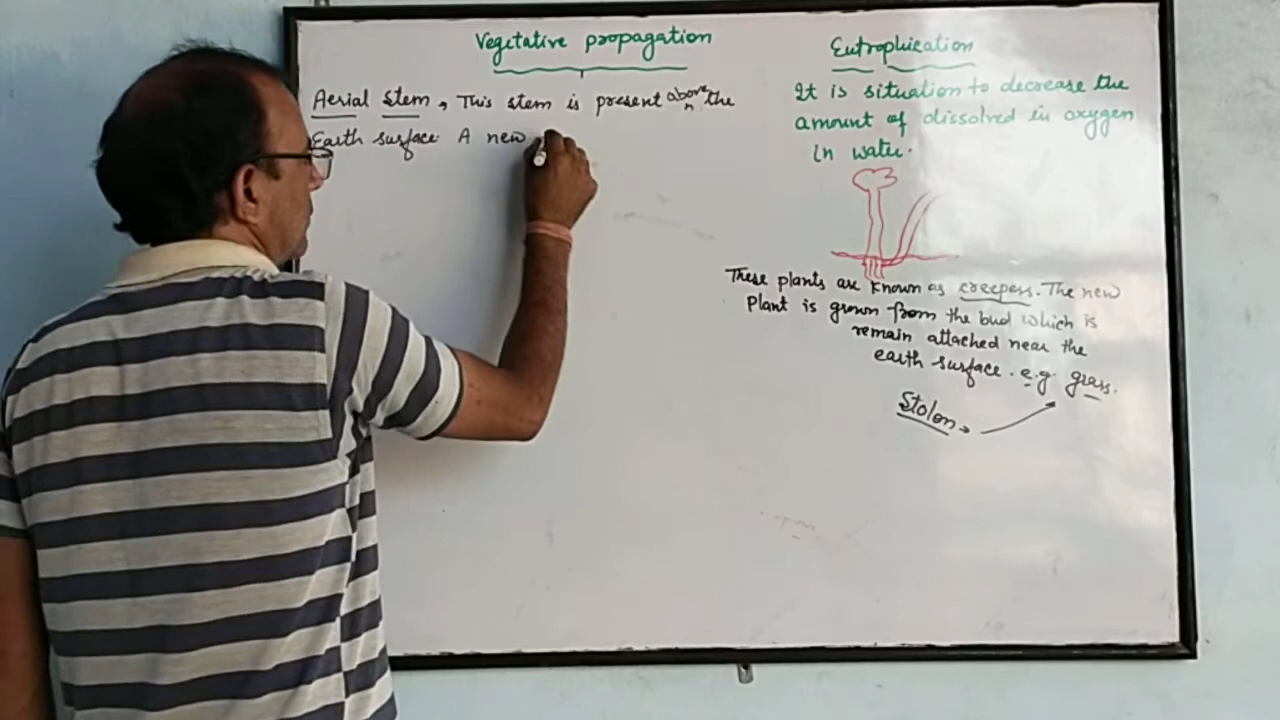 Vegetative propagation
Aerial stem, This stem is present above the
Earth surface. A new
Eutrophication
It is situation to decrease the
amount of dissolved in oxygen
in water.
These plants are known as creepers. The new
Plant is grown from the bud which is
remain attached near the
earth surface. e.g. grass.
Stolon